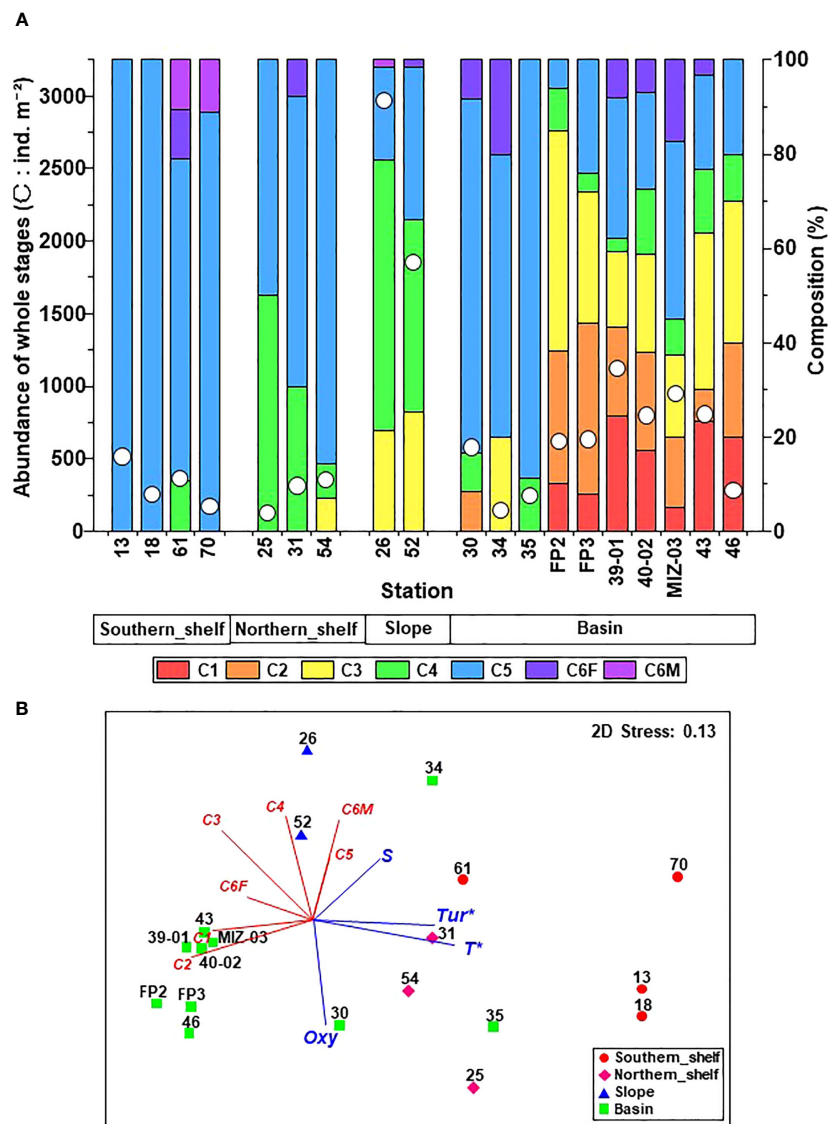 A
Abundance of whole stages (C : ind. m⁻²)
3000
2500
2000
1500
1000
500
0
100
80
60
40
20
0
Composition (%)
13 18 61 70 25 31 54 26 52 30 34 35 FP2 FP3 39-01 40-02 MIZ-03 43 46
Station
Southern_shelf Northern_shelf Slope Basin
C1 C2 C3 C4 C5 C6F C6M
B
2D Stress: 0.13
26
34
C3 C4 52 C6M
C5 S
61 70
C6F
43 Tur*
39-01 C1 MIZ-03 31
C2 40-02 T*
54 13
FP2 FP3 18
46 30 35
Oxy
25
Southern_shelf
Northern_shelf
Slope
Basin